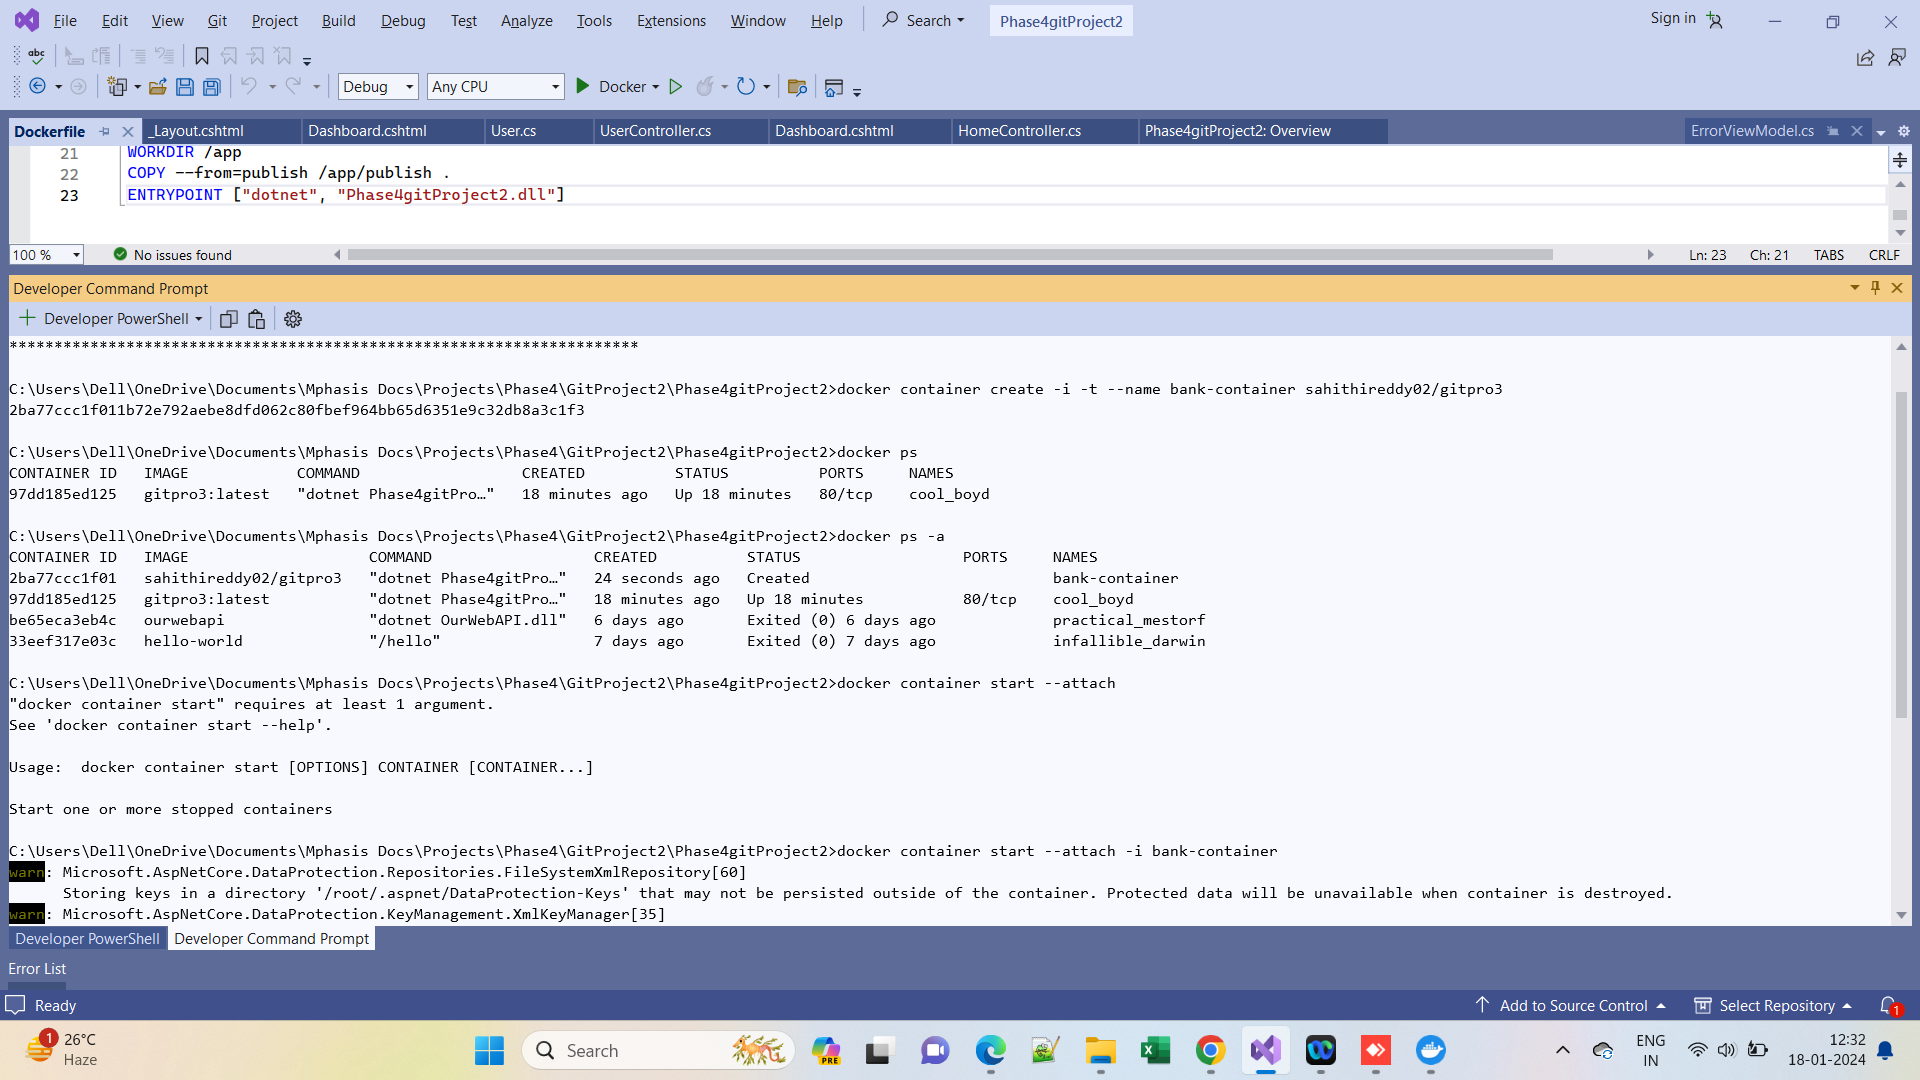 File Edit View Git Project Build Debug Test Analyze Tools Extensions Window Help Search Phase4gitProject2 Sign in
abc
Debug Any CPU Docker
Dockerfile _Layout.cshtml Dashboard.cshtml User.cs UserController.cs Dashboard.cshtml HomeController.cs Phase4gitProject2: Overview ErrorViewModel.cs
21 WORKDIR /app
22 COPY --from=publish /app/publish .
23 ENTRYPOINT ["dotnet", "Phase4gitProject2.dll"]
100 % No issues found Ln: 23 Ch: 21 TABS CRLF
Developer Command Prompt
Developer PowerShell
**********************************************************************
C:\Users\Dell\OneDrive\Documents\Mphasis Docs\Projects\Phase4\GitProject2\Phase4gitProject2>docker container create -i -t --name bank-container sahithireddy02/gitpro3
2ba77ccc1f011b72e792aebe8dfd062c80fbef964bb65d6351e9c32db8a3c1f3
C:\Users\Dell\OneDrive\Documents\Mphasis Docs\Projects\Phase4\GitProject2\Phase4gitProject2>docker ps
CONTAINER ID IMAGE COMMAND CREATED STATUS PORTS NAMES
97dd185ed125 gitpro3:latest "dotnet Phase4gitPro…" 18 minutes ago Up 18 minutes 80/tcp cool_boyd
C:\Users\Dell\OneDrive\Documents\Mphasis Docs\Projects\Phase4\GitProject2\Phase4gitProject2>docker ps -a
CONTAINER ID IMAGE COMMAND CREATED STATUS PORTS NAMES
2ba77ccc1f01 sahithireddy02/gitpro3 "dotnet Phase4gitPro…" 24 seconds ago Created bank-container
97dd185ed125 gitpro3:latest "dotnet Phase4gitPro…" 18 minutes ago Up 18 minutes 80/tcp cool_boyd
be65eca3eb4c ourwebapi "dotnet OurWebAPI.dll" 6 days ago Exited (0) 6 days ago practical_mestorf
33eef317e03c hello-world "/hello" 7 days ago Exited (0) 7 days ago infallible_darwin
C:\Users\Dell\OneDrive\Documents\Mphasis Docs\Projects\Phase4\GitProject2\Phase4gitProject2>docker container start --attach
"docker container start" requires at least 1 argument.
See 'docker container start --help'.
Usage:  docker container start [OPTIONS] CONTAINER [CONTAINER...]
Start one or more stopped containers
C:\Users\Dell\OneDrive\Documents\Mphasis Docs\Projects\Phase4\GitProject2\Phase4gitProject2>docker container start --attach -i bank-container
warn: Microsoft.AspNetCore.DataProtection.Repositories.FileSystemXmlRepository[60]
Storing keys in a directory '/root/.aspnet/DataProtection-Keys' that may not be persisted outside of the container. Protected data will be unavailable when container is destroyed.
warn: Microsoft.AspNetCore.DataProtection.KeyManagement.XmlKeyManager[35]
Developer PowerShell Developer Command Prompt
Error List
Ready Add to Source Control Select Repository 1
1 26°C Search PRE ENG 12:32
Haze IN 18-01-2024